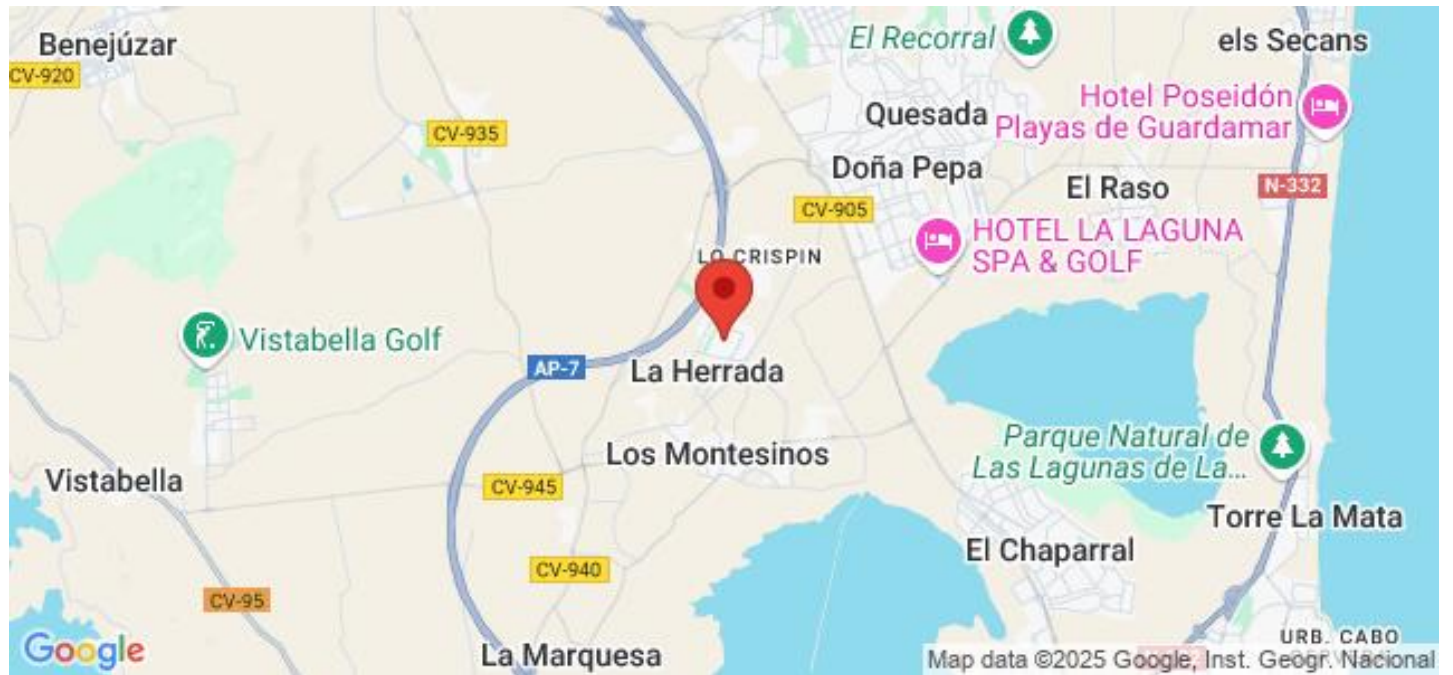 Benejúzar
El Recorral
els Secans
CV-920
Hotel Poseidón
Playas de Guardamar
Quesada
CV-935
Doña Pepa
El Raso
N-332
CV-905
HOTEL LA LAGUNA
SPA & GOLF
LO CRISPIN
Vistabella Golf
AP-7
La Herrada
Parque Natural de
Las Lagunas de La...
Los Montesinos
Vistabella
CV-945
Torre La Mata
El Chaparral
CV-940
CV-95
URB. CABO
La Marquesa
Google
Map data ©2025 Google, Inst. Geogr. Nacional